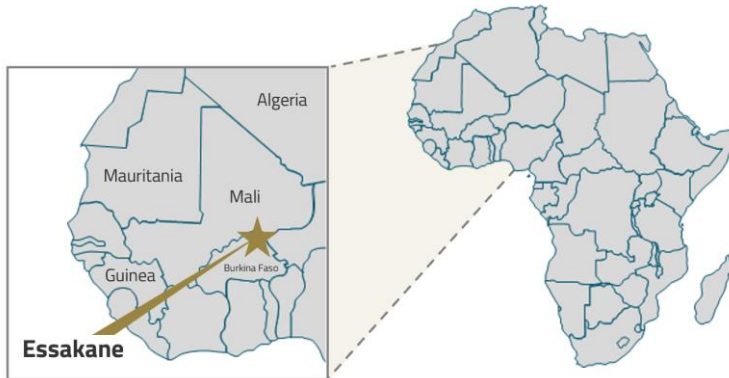 Algeria
Mauritania
Mali
Guinea
Burkina Faso
Essakane